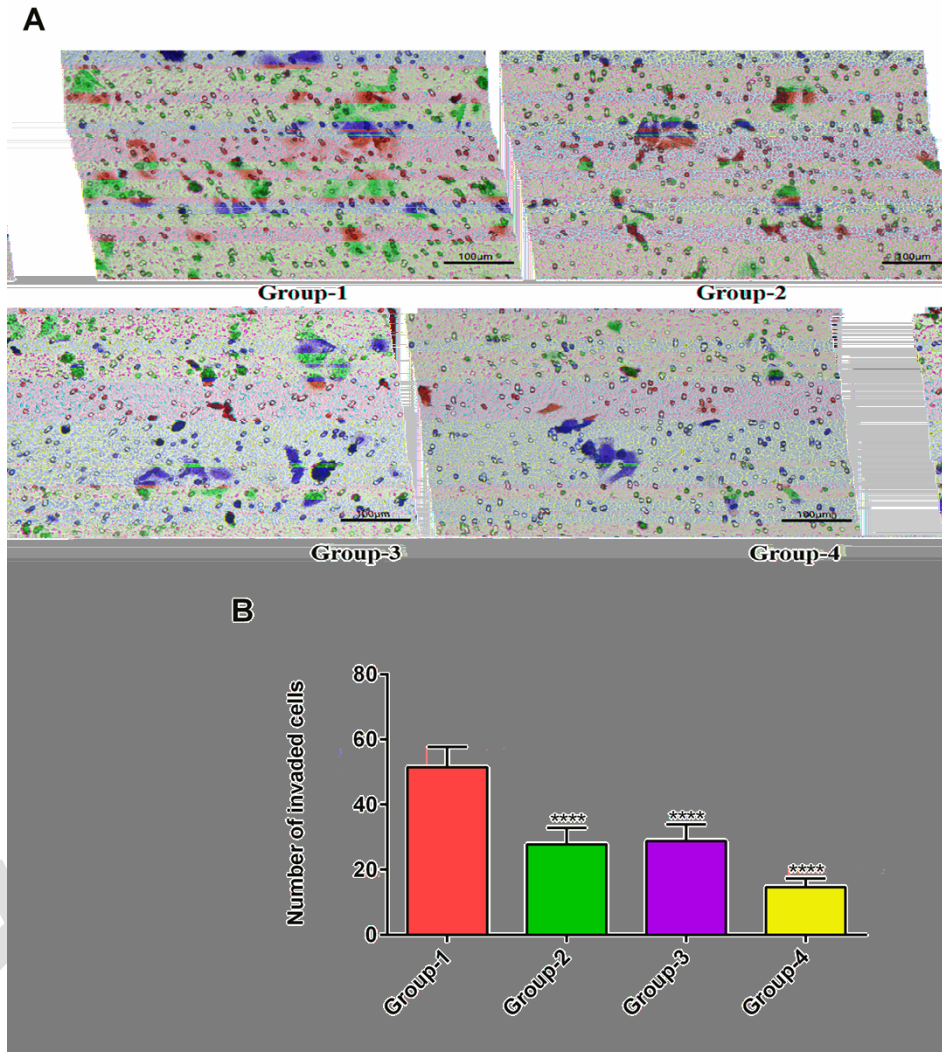 A
100µm
100µm
Group-1
Group-2
100µm
100µm
Group-3
Group-4
B
Number of invaded cells
80
60
40
20
0
****
****
****
Group-1
Group-2
Group-3
Group-4